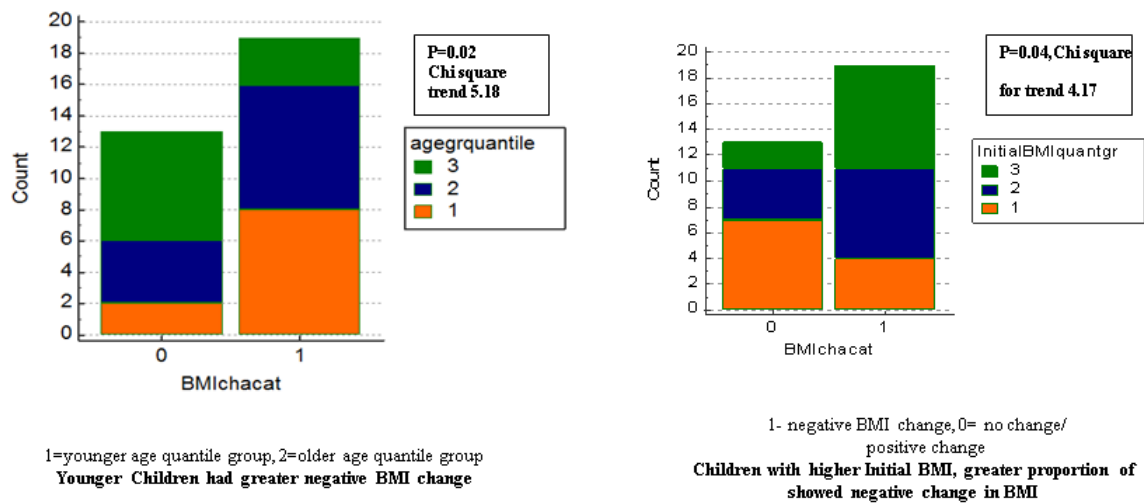 20
18
16
14
12
10
8
6
4
2
0
Count
0 1
BMIchacat
P=0.02
Chi square
trend 5.18
agegrquantile
3
2
1
1=younger age quantile group, 2=older age quantile group
Younger Children had greater negative BMI change
20
18
16
14
12
10
8
6
4
2
0
Count
0 1
BMIchacat
P=0.04, Chi square
for trend 4.17
InitialBMIquantgr
3
2
1
1- negative BMI change, 0= no change/
positive change
Children with higher Initial BMI, greater proportion of
showed negative change in BMI